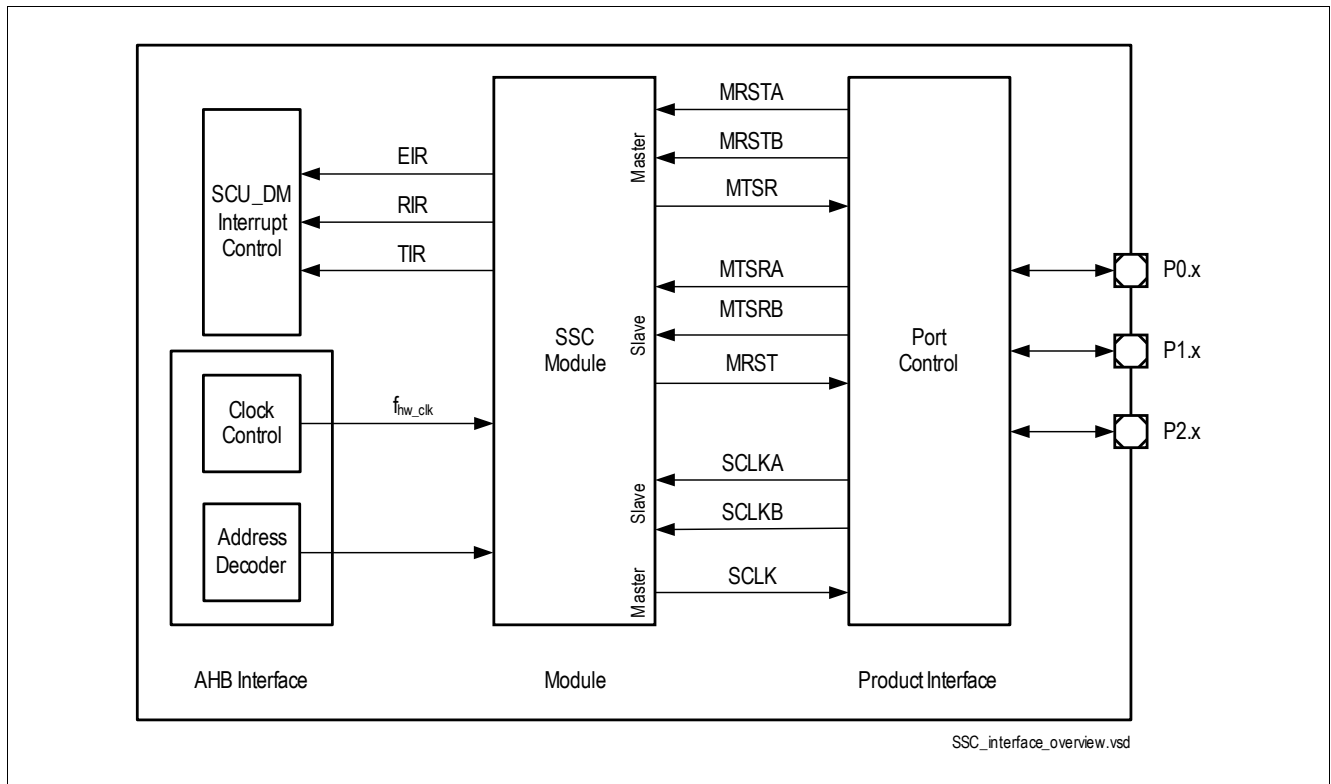 SCU_DM
Interrupt
Control
EIR
RIR
TIR
Clock
Control
fhw_clk
Address
Decoder
AHB Interface
SSC
Module
Master
Slave
Slave
Master
Module
MRSTA
MRSTB
MTSR
MTSRA
MTSRB
MRST
SCLKA
SCLKB
SCLK
Port
Control
Product Interface
P0.x
P1.x
P2.x
SSC_interface_overview.vsd